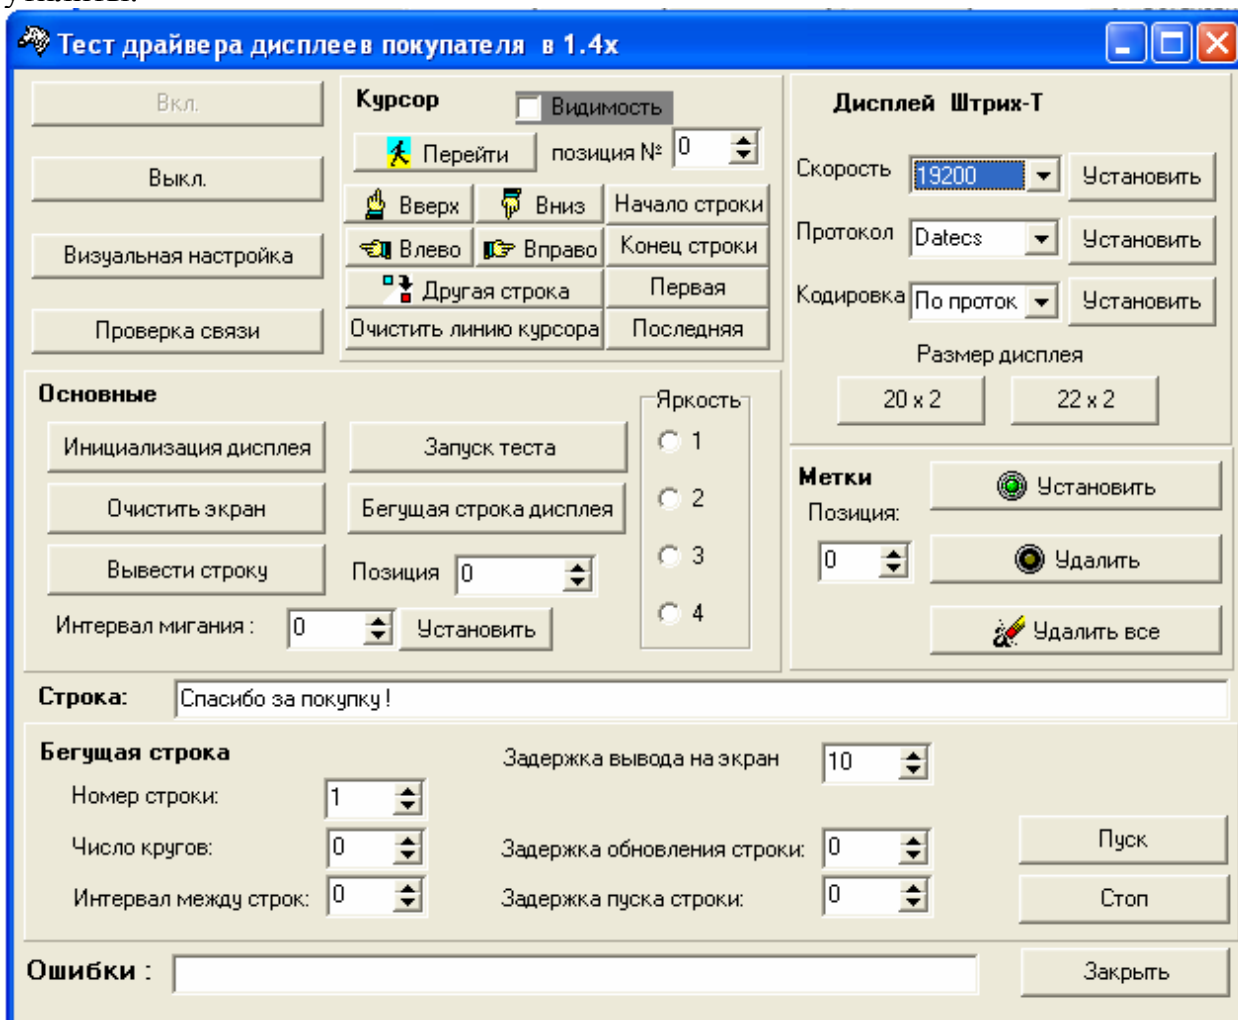 Тест драйвера дисплеев покупателя в 1.4x
Вкл.
Выкл.
Визуальная настройка
Проверка связи
Курсор
Видимость
Перейти
позиция №
0
Вверх
Вниз
Начало строки
Влево
Вправо
Конец строки
Другая строка
Первая
Очистить линию курсора
Последняя
Дисплей Штрих-Т
Скорость
19200
Установить
Протокол
Datecs
Установить
Кодировка
По проток
Установить
Размер дисплея
20 x 2
22 x 2
Основные
Инициализация дисплея
Запуск теста
Очистить экран
Бегущая строка дисплея
Вывести строку
Позиция
0
Интервал мигания :
0
Установить
Яркость
1
2
3
4
Метки
Позиция:
0
Установить
Удалить
Удалить все
Строка:
Спасибо за покупку !
Бегущая строка
Номер строки:
1
Число кругов:
0
Интервал между строк:
0
Задержка вывода на экран
10
Задержка обновления строки:
0
Задержка пуска строки:
0
Пуск
Стоп
Ошибки :
Закрыть